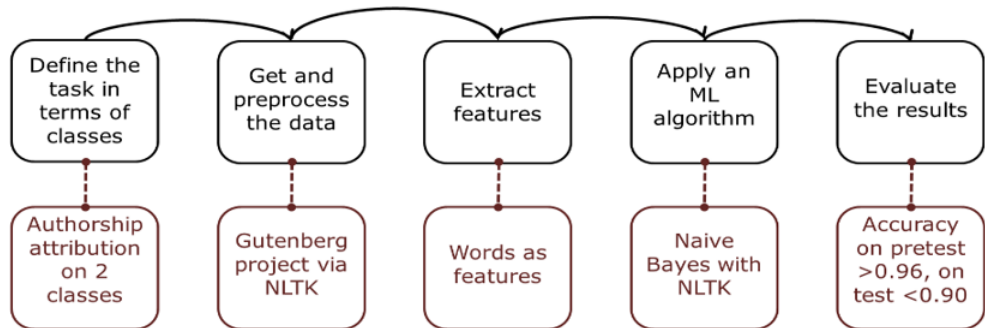 Define the
task in
terms of
classes
Get and
preprocess
the data
Extract
features
Apply an
ML
algorithm
Evaluate
the results
Authorship
attribution
on 2
classes
Gutenberg
project via
NLTK
Words as
features
Naive
Bayes with
NLTK
Accuracy
on pretest
>0.96, on
test <0.90